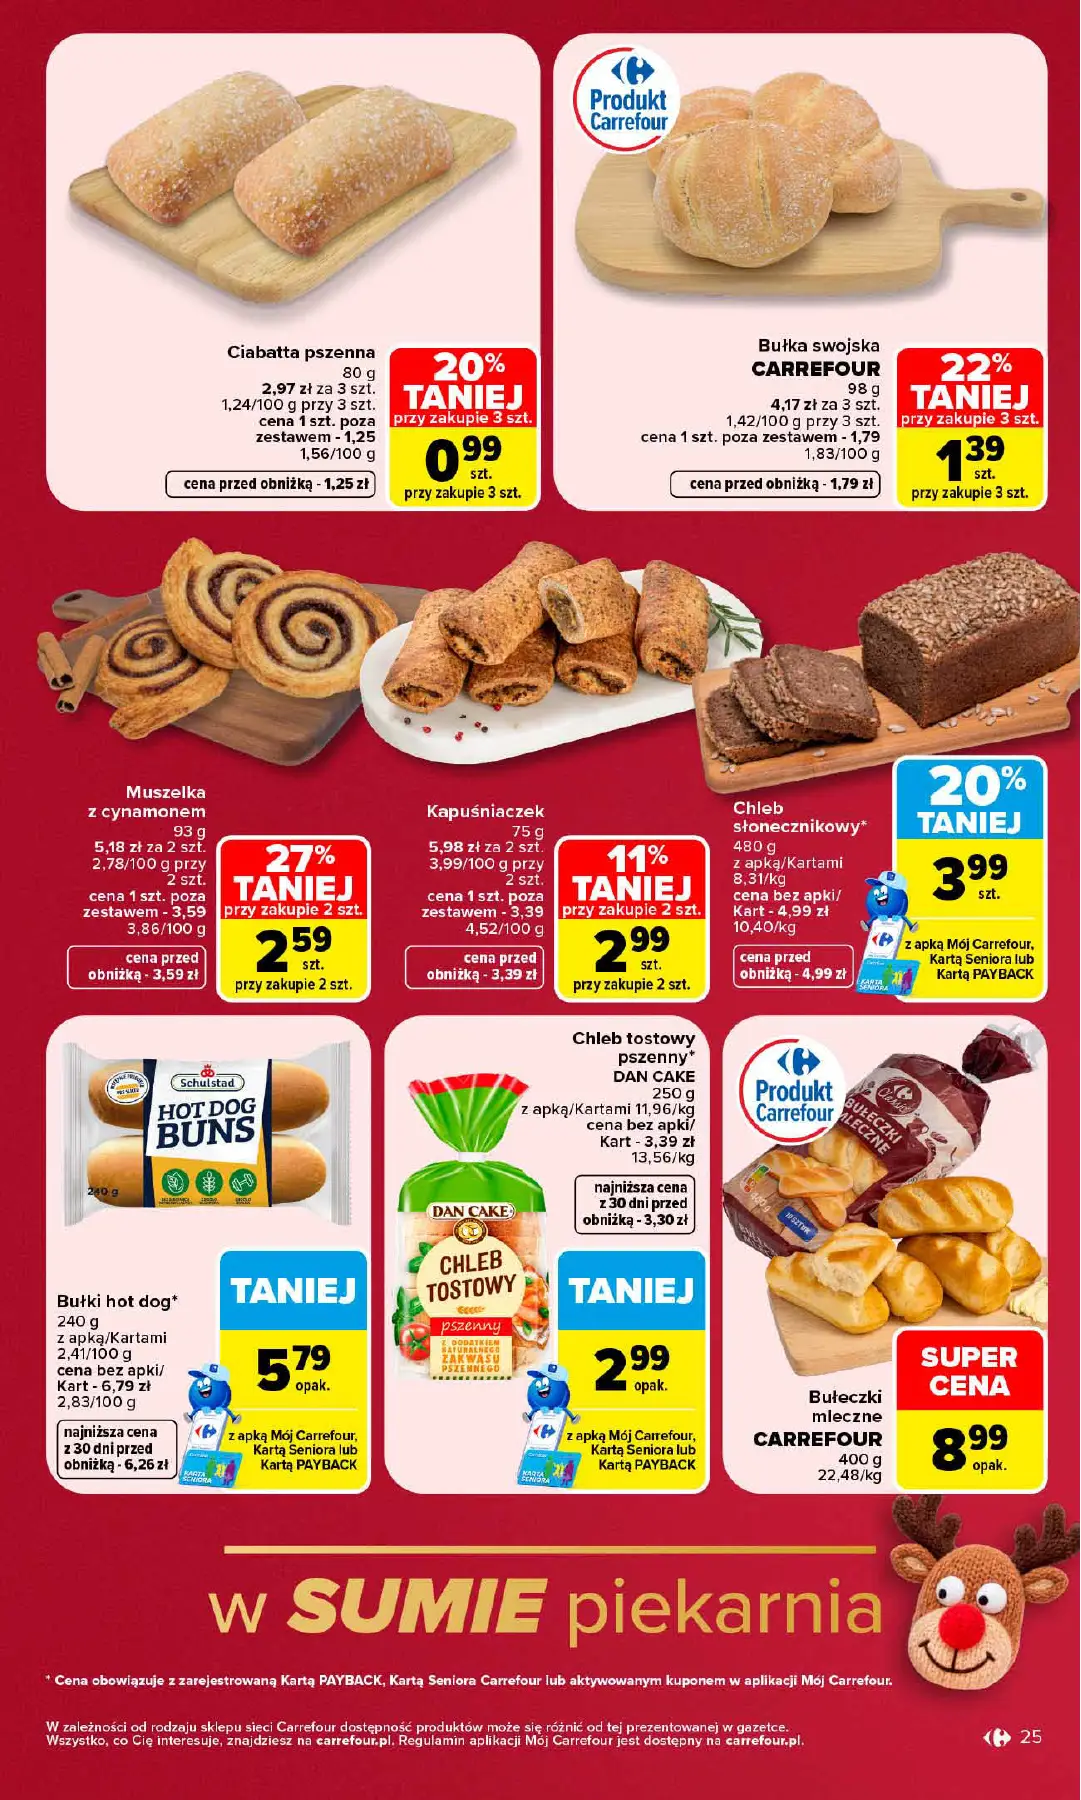 Produkt
Carrefour
Ciabatta pszenna
80 g
2,97 zł za 3 szt.
1,24/100 g przy 3 szt.
cena 1 szt. poza
zestawem - 1,25
1,56/100 g
cena przed obniżką - 1,25 zł
20%
TANIEJ
przy zakupie 3 szt.
0 99
szt.
przy zakupie 3 szt.
Bułka swojska
CARREFOUR
98 g
4,17 zł za 3 szt.
1,42/100 g przy 3 szt.
cena 1 szt. poza zestawem - 1,79
1,83/100 g
cena przed obniżką - 1,79 zł
22%
TANIEJ
przy zakupie 3 szt.
1 39
szt.
przy zakupie 3 szt.
Muszelka
z cynamonem
93 g
5,18 zł za 2 szt.
2,78/100 g przy
2 szt.
cena 1 szt. poza
zestawem - 3,59
3,86/100 g
cena przed
obniżką - 3,59 zł
27%
TANIEJ
przy zakupie 2 szt.
2 59
szt.
przy zakupie 2 szt.
Kapuśniaczek
75 g
5,98 zł za 2 szt.
3,99/100 g przy
2 szt.
cena 1 szt. poza
zestawem - 3,39
4,52/100 g
cena przed
obniżką - 3,39 zł
11%
TANIEJ
przy zakupie 2 szt.
2 99
szt.
przy zakupie 2 szt.
Chleb
słonecznikowy*
480 g
z apką/Kartami
8,31/kg
cena bez apki/
Kart - 4,99 zł
10,40/kg
cena przed
obniżką - 4,99 zł
20%
TANIEJ
3 99
szt.
z apką Mój Carrefour,
Kartą Seniora lub
Kartą PAYBACK
KARTA
SENIORA
Schulstad
HOT DOG
BUNS
240 g
Bułki hot dog*
240 g
z apką/Kartami
2,41/100 g
cena bez apki/
Kart - 6,79 zł
2,83/100 g
najniższa cena
z 30 dni przed
obniżką - 6,26 zł
TANIEJ
5 79
opak.
z apką Mój Carrefour,
Kartą Seniora lub
Kartą PAYBACK
KARTA
SENIORA
Chleb tostowy
pszenny*
DAN CAKE
250 g
z apką/Kartami 11,96/kg
cena bez apki/
Kart - 3,39 zł
13,56/kg
najniższa cena
z 30 dni przed
obniżką - 3,30 zł
DAN CAKE
CHLEB
TOSTOWY
pszenny
Z DODATKIEM
NATURALNEGO
ZAKWASU
PSZENNEGO
TANIEJ
2 99
opak.
z apką Mój Carrefour,
Kartą Seniora lub
Kartą PAYBACK
KARTA
SENIORA
Produkt
Carrefour
Classic
BUŁECZKI
MLECZNE
Bułeczki
mleczne
CARREFOUR
400 g
22,48/kg
SUPER
CENA
8 99
opak.
w SUMIE piekarnia
* Cena obowiązuje z zarejestrowaną Kartą PAYBACK, Kartą Seniora Carrefour lub aktywowanym kuponem w aplikacji Mój Carrefour.
W zależności od rodzaju sklepu sieci Carrefour dostępność produktów może się różnić od tej prezentowanej w gazetce.
Wszystko, co Cię interesuje, znajdziesz na carrefour.pl. Regulamin aplikacji Mój Carrefour jest dostępny na carrefour.pl.
25